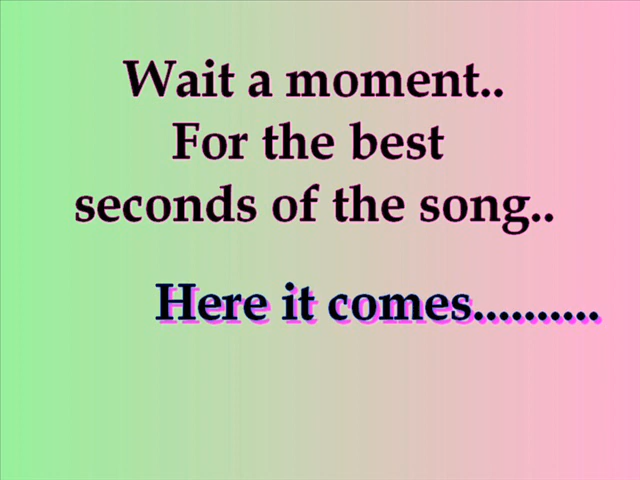 Wait a moment..
For the best
seconds of the song..
Here it comes..........